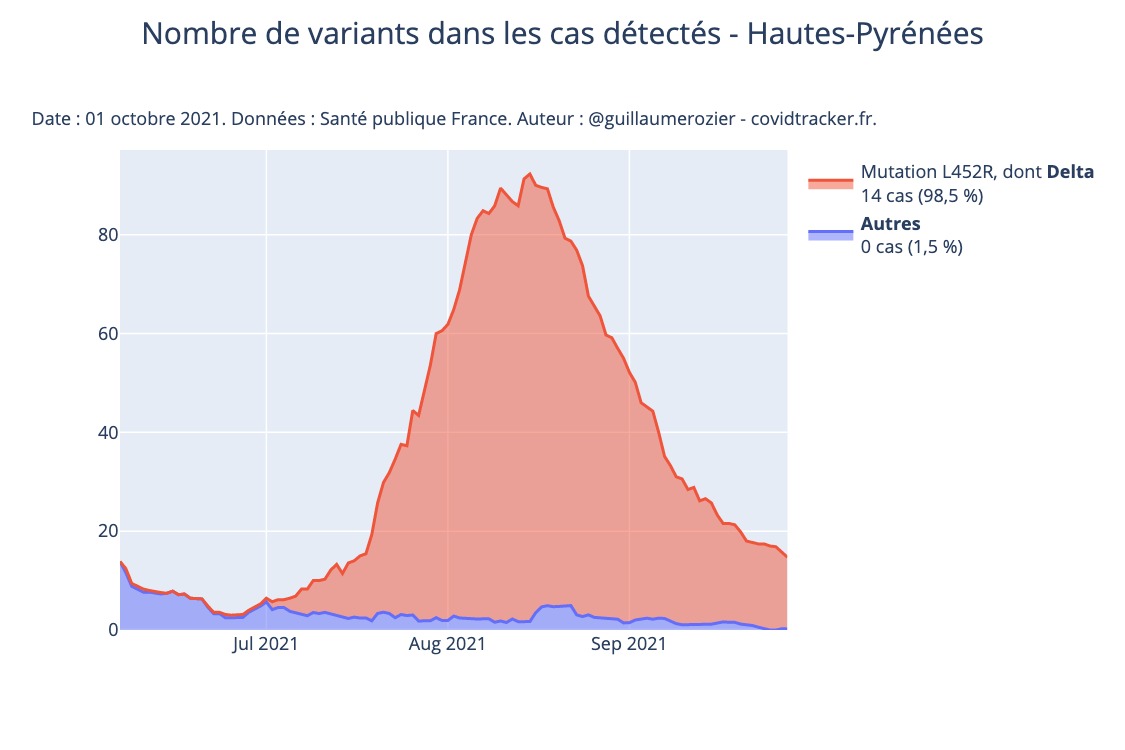 Nombre de variants dans les cas détectés - Hautes-Pyrénées
Date : 01 octobre 2021. Données : Santé publique France. Auteur : @guillaumerozier - covidtracker.fr.
Mutation L452R, dont Delta
14 cas (98,5 %)
Autres
0 cas (1,5 %)
80
60
40
20
0
Jul 2021
Aug 2021
Sep 2021